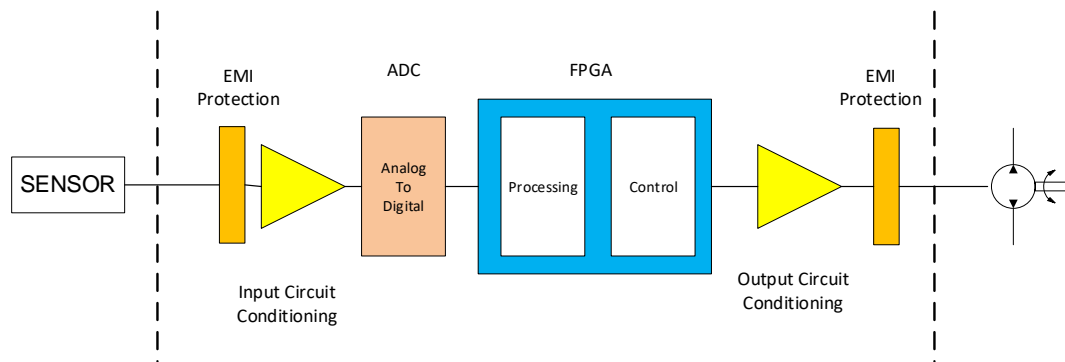 EMI
Protection
ADC
FPGA
EMI
Protection
SENSOR
Analog
To
Digital
Processing
Control
Input Circuit
Conditioning
Output Circuit
Conditioning